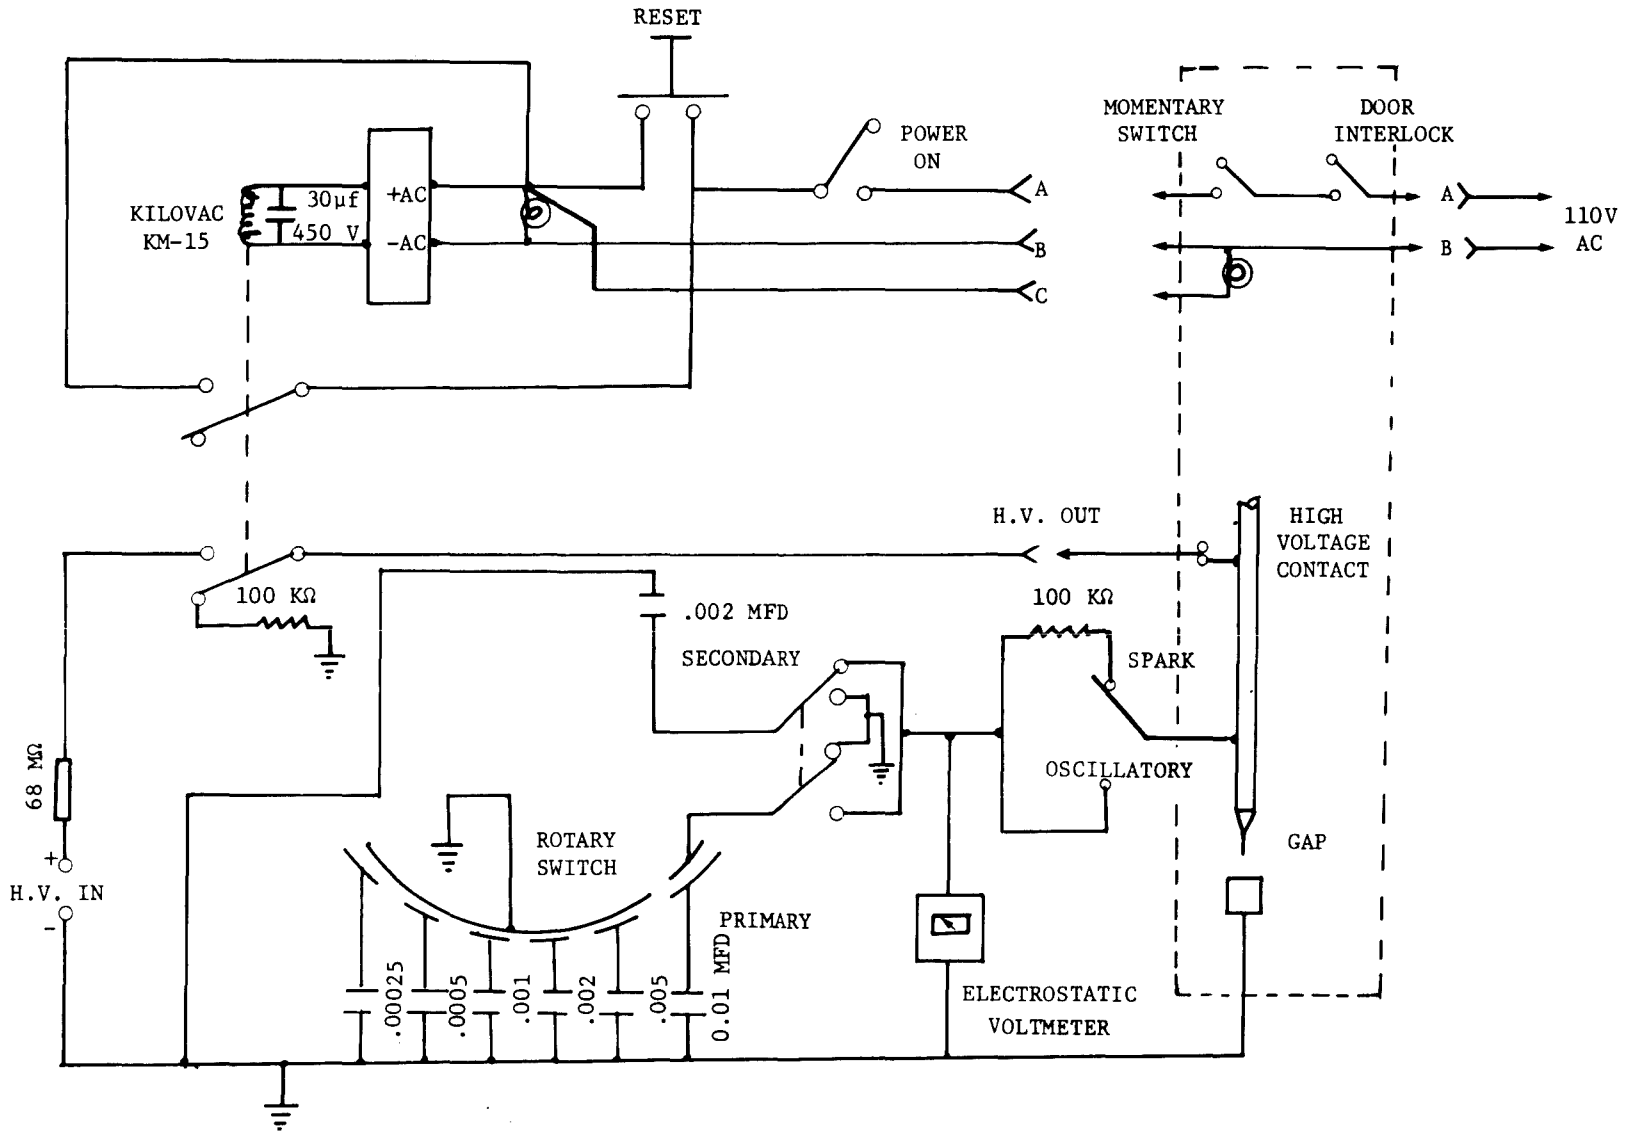 RESET
MOMENTARY
SWITCH
DOOR
INTERLOCK
POWER
ON
KILOVAC
KM-15
30µf
450 V
+AC
-AC
A
B
C
A
B
110V
AC
H.V. OUT
HIGH
VOLTAGE
CONTACT
100 KΩ
100 KΩ
.002 MFD
SECONDARY
SPARK
OSCILLATORY
68 MΩ
+
H.V. IN
-
ROTARY
SWITCH
GAP
PRIMARY
.00025
.0005
.001
.002
.005
0.01 MFD
ELECTROSTATIC
VOLTMETER